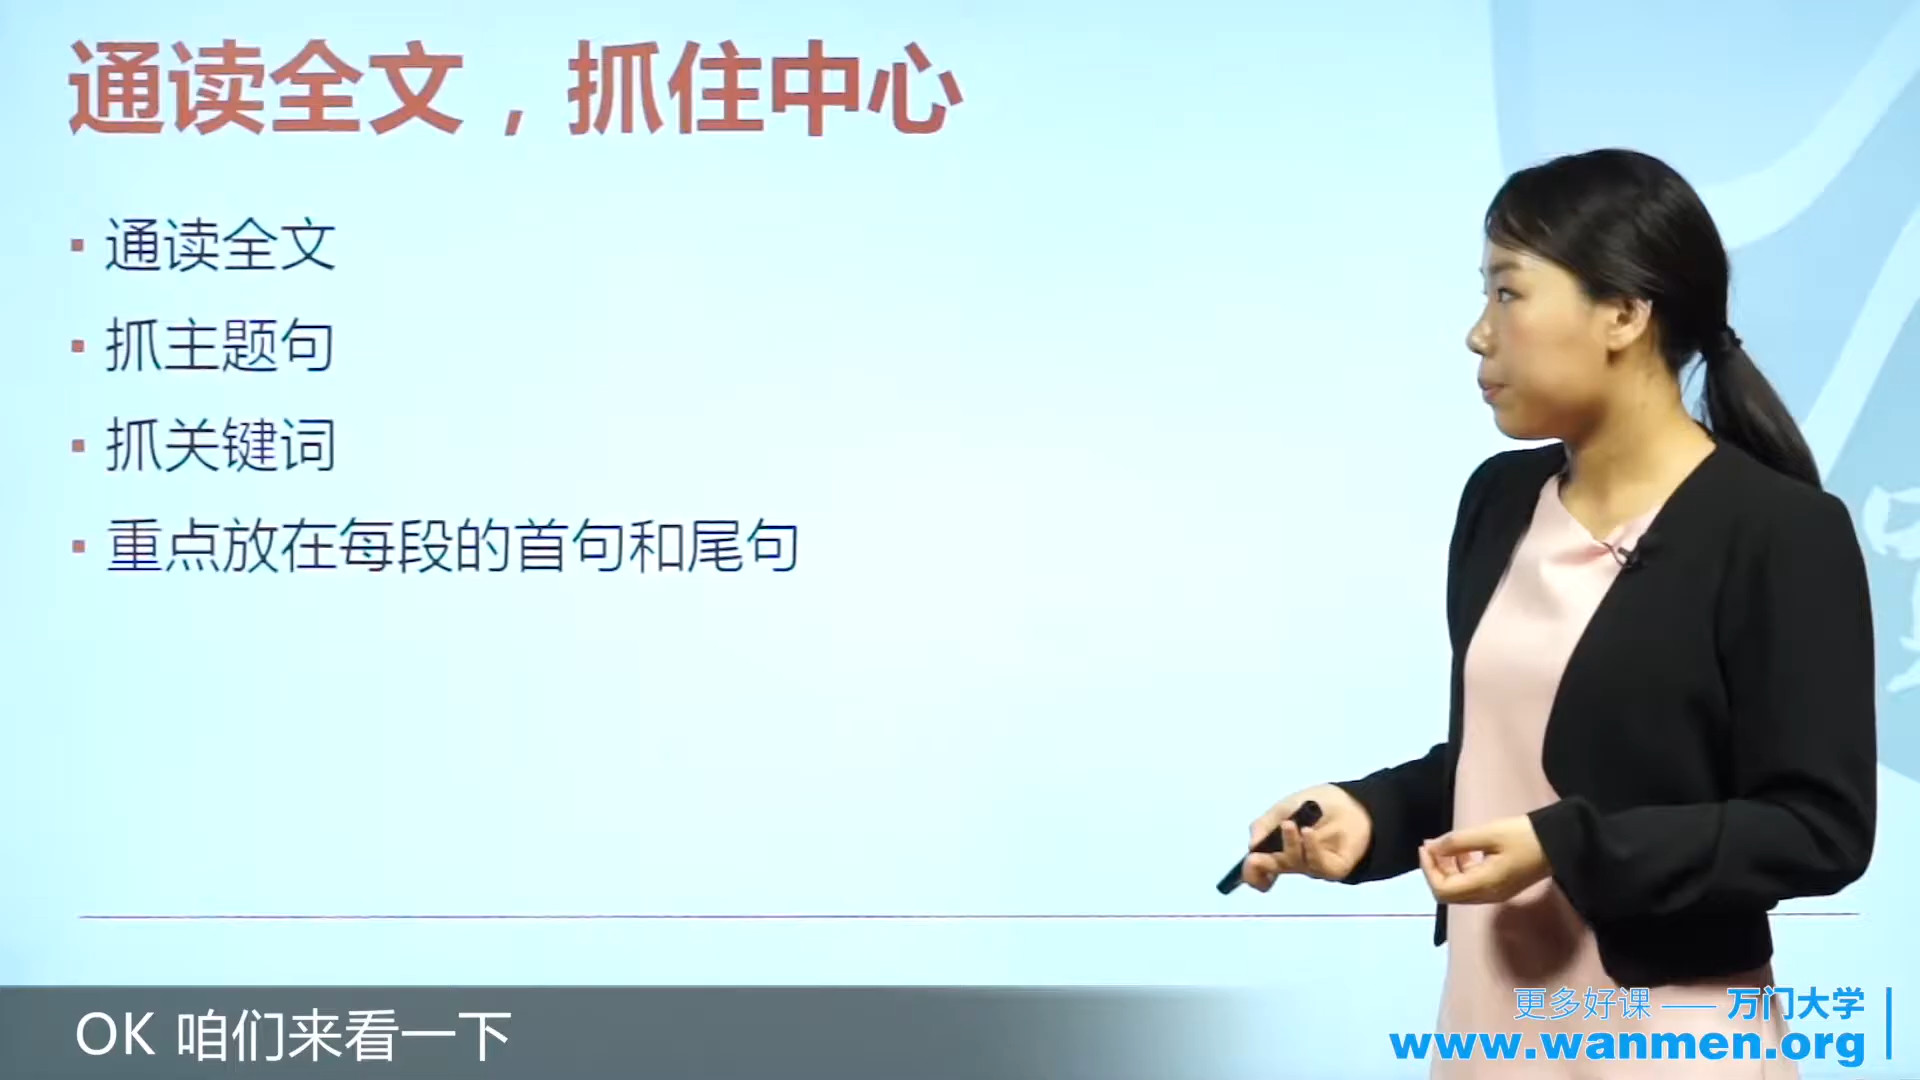 通读全文，抓住中心
▪ 通读全文
▪ 抓主题句
▪ 抓关键词
▪ 重点放在每段的首句和尾句
OK 咱们来看一下
更多好课 —— 万门大学
www.wanmen.org